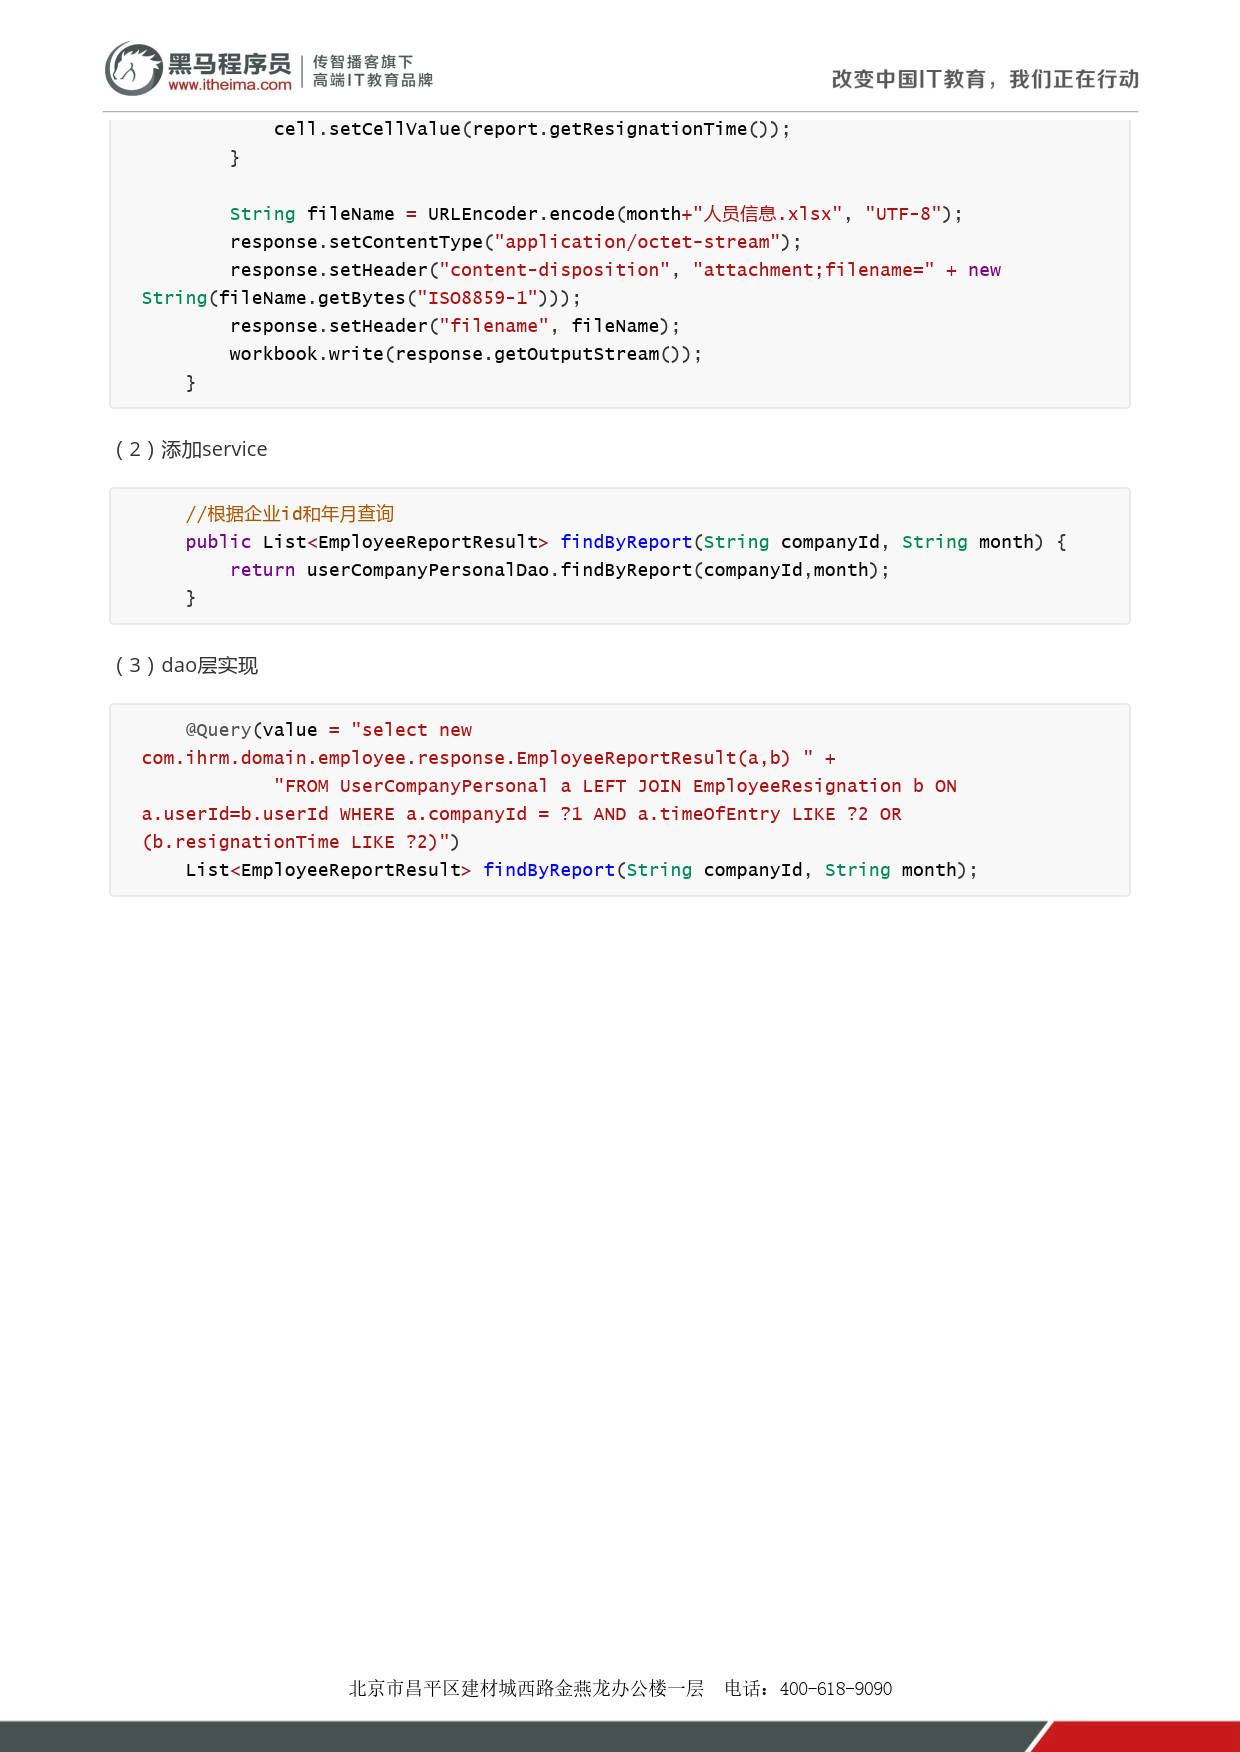 黑马程序员
www.itheima.com
传智播客旗下
高端IT教育品牌
改变中国IT教育，我们正在行动
            cell.setCellValue(report.getResignationTime());
        }
        String fileName = URLEncoder.encode(month+"人员信息.xlsx", "UTF-8");
        response.setContentType("application/octet-stream");
        response.setHeader("content-disposition", "attachment;filename=" + new
String(fileName.getBytes("ISO8859-1")));
        response.setHeader("filename", fileName);
        workbook.write(response.getOutputStream());
    }
（2）添加service
    //根据企业id和年月查询
    public List<EmployeeReportResult> findByReport(String companyId, String month) {
        return userCompanyPersonalDao.findByReport(companyId,month);
    }
（3）dao层实现
    @Query(value = "select new
com.ihrm.domain.employee.response.EmployeeReportResult(a,b) " +
            "FROM UserCompanyPersonal a LEFT JOIN EmployeeResignation b ON
a.userId=b.userId WHERE a.companyId = ?1 AND a.timeOfEntry LIKE ?2 OR
(b.resignationTime LIKE ?2)")
    List<EmployeeReportResult> findByReport(String companyId, String month);
北京市昌平区建材城西路金燕龙办公楼一层 电话：400-618-9090